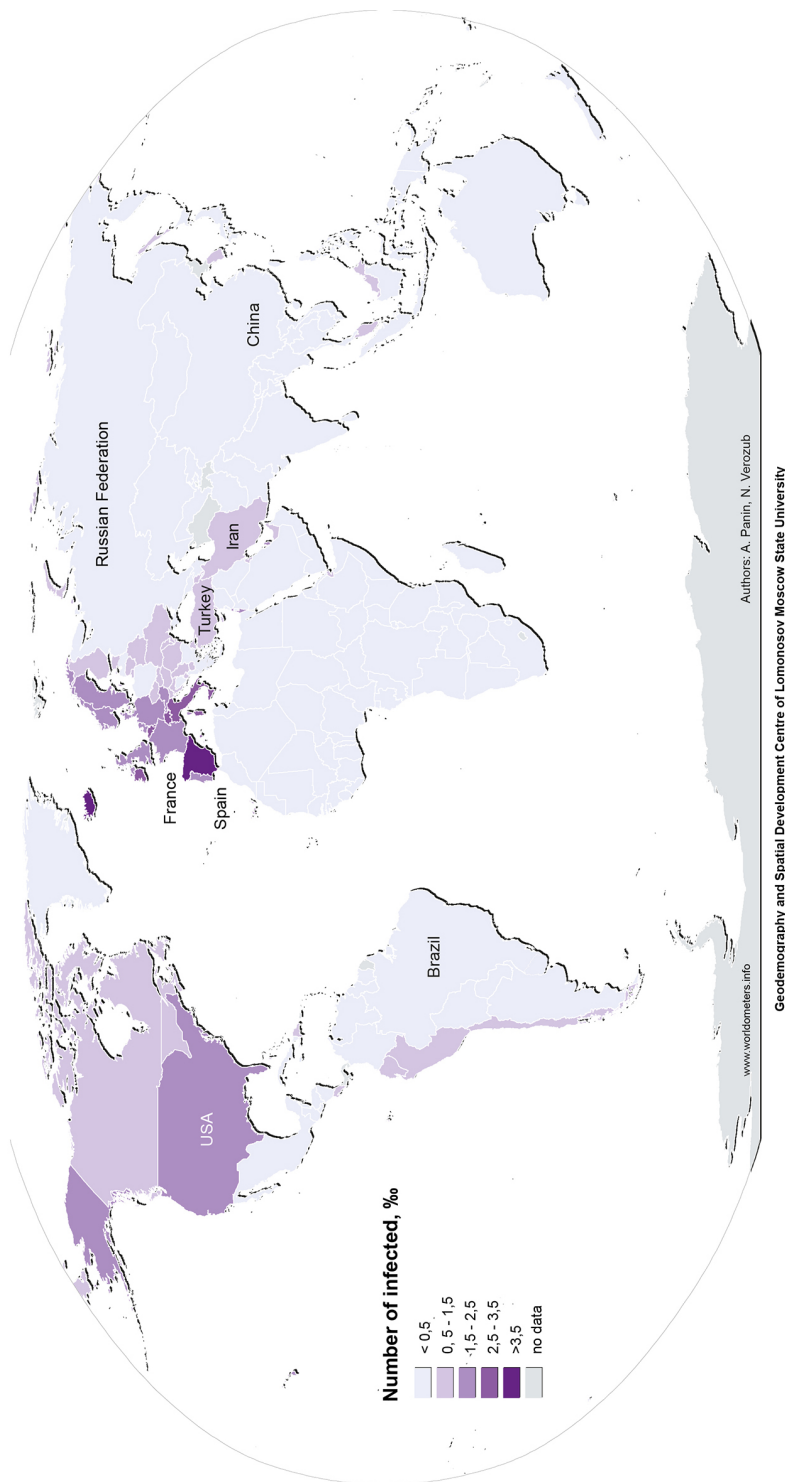 Russian Federation
China
Iran
Turkey
France
Spain
USA
Brazil
Number of infected, ‰
< 0,5
0, 5 - 1,5
1,5 - 2,5
2,5 - 3,5
>3,5
no data
www.worldometers.info
Authors: A. Panin, N. Verozub
Geodemography and Spatial Development Centre of Lomonosov Moscow State University